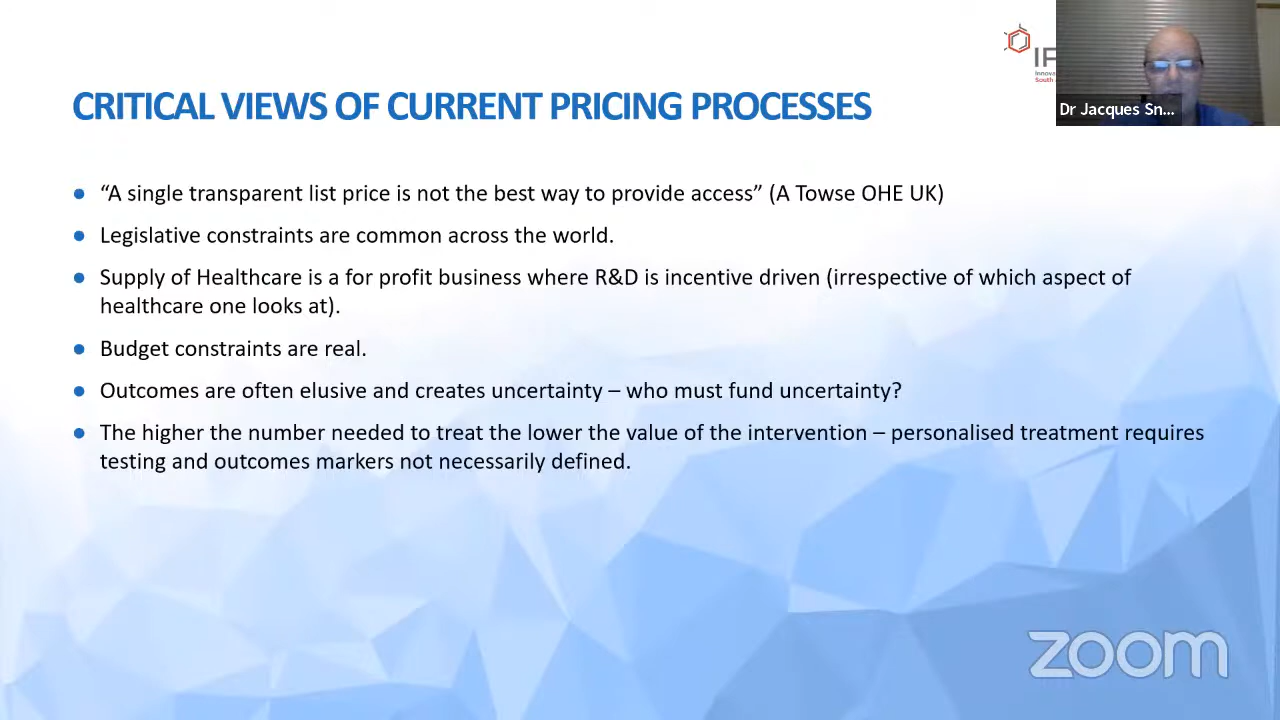 IP
Innova
South
Dr Jacques Sn...
CRITICAL VIEWS OF CURRENT PRICING PROCESSES
“A single transparent list price is not the best way to provide access” (A Towse OHE UK)
Legislative constraints are common across the world.
Supply of Healthcare is a for profit business where R&D is incentive driven (irrespective of which aspect of
healthcare one looks at).
Budget constraints are real.
Outcomes are often elusive and creates uncertainty – who must fund uncertainty?
The higher the number needed to treat the lower the value of the intervention – personalised treatment requires
testing and outcomes markers not necessarily defined.
zoom